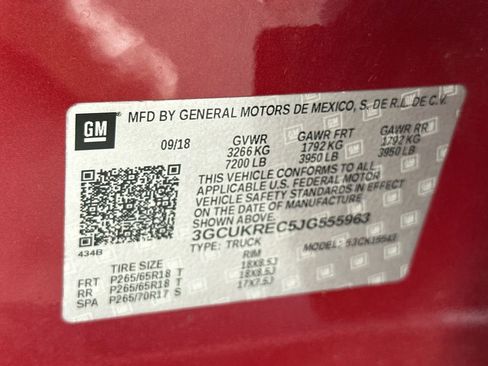 GM
MFD BY GENERAL MOTORS DE MEXICO, S. DE R.L. DE C.V.
09/18 GVWR GAWR FRT GAWR RR
3266 KG 1792 KG 1792 KG
7200 LB 3950 LB 3950 LB
THIS VEHICLE CONFORMS TO ALL
APPLICABLE U.S. FEDERAL MOTOR
VEHICLE SAFETY STANDARDS IN EFFECT
ON THE DATE OF MANUFACTURE
SHOWN ABOVE.
3GCUKREC5JG555963
434B
TYPE: TRUCK MODEL:
TIRE SIZE RIM
FRT P265/65R18 T 18X8.5J
RR P265/65R18 T 18X8.5J
SPA P265/70R17 S 17X7.5J